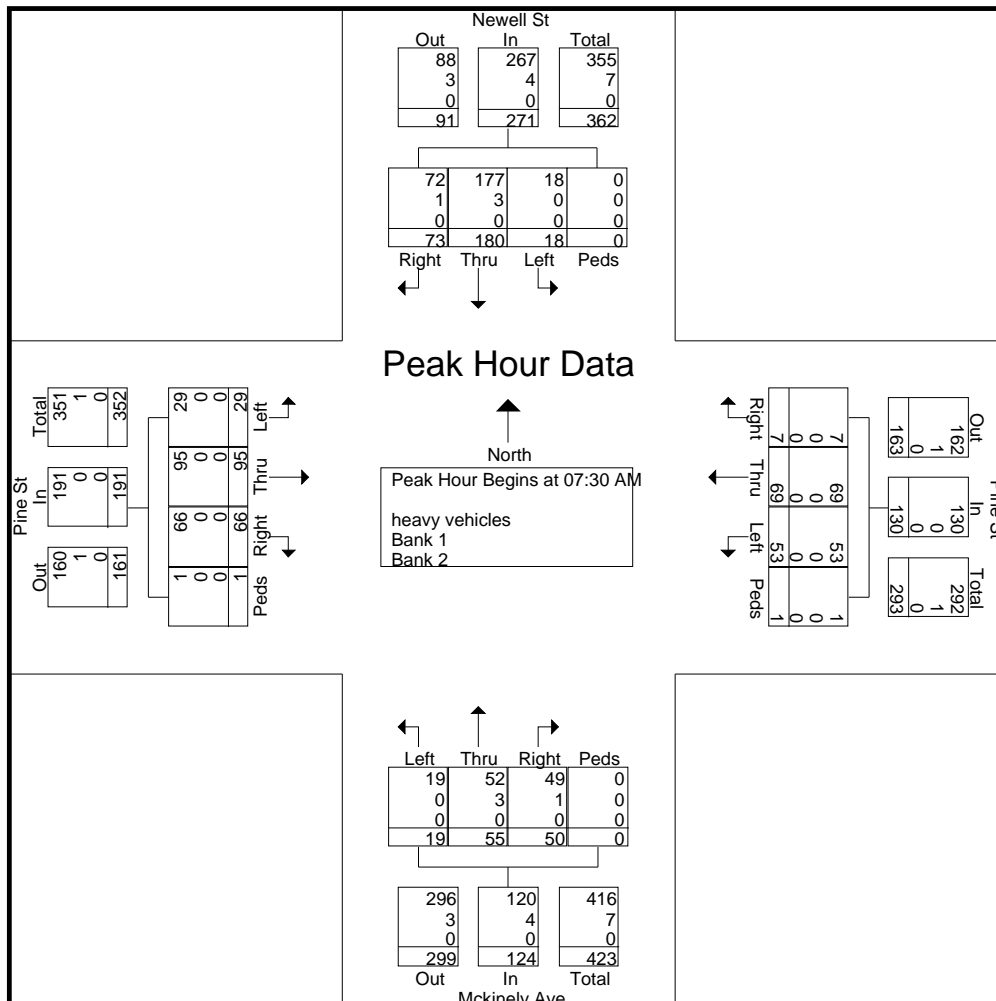 Newell St
Out In Total
88 267 355
3 4 7
0 0 0
91 271 362
72 177 18 0
1 3 0 0
0 0 0 0
73 180 18 0
Right Thru Left Peds
Peak Hour Data
North
Peak Hour Begins at 07:30 AM
heavy vehicles
Bank 1
Bank 2
Pine St
Out In Total
160 191 351
1 0 1
0 0 0
161 191 352
1 66 95 29
0 0 0 0
0 0 0 0
1 66 95 29
Peds Right Thru Left
Right Thru Left Peds
7 69 53 1
0 0 0 0
0 0 0 0
7 69 53 1
Out In Total
162 130 292
1 0 1
0 0 0
163 130 293
Pine St
Left Thru Right Peds
19 52 49 0
0 3 1 0
0 0 0 0
19 55 50 0
296 120 416
3 4 7
0 0 0
299 124 423
Out In Total
Mckinely Ave